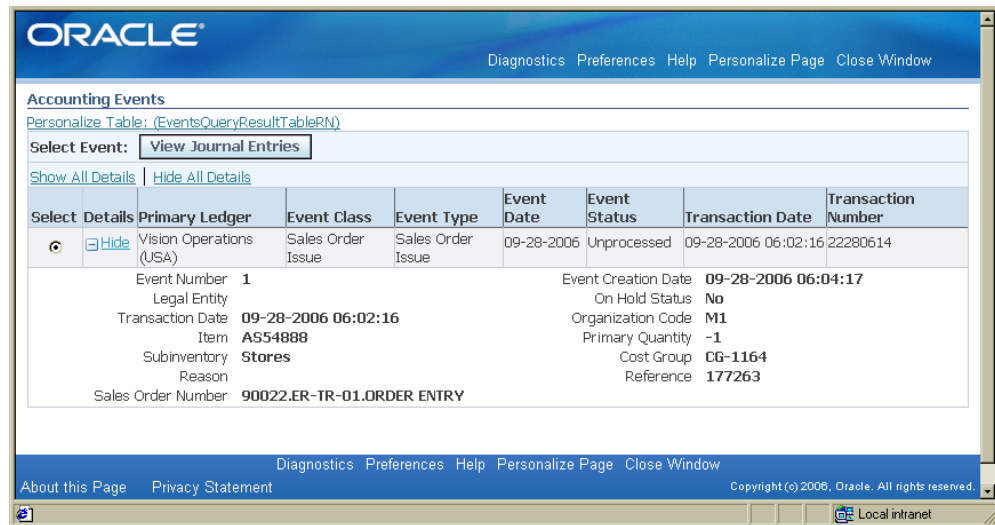 ORACLE®
Diagnostics Preferences Help Personalize Page Close Window
Accounting Events
Personalize Table: (EventsQueryResultTableRN)
Select Event: View Journal Entries
Show All Details | Hide All Details
Select Details Primary Ledger Event Class Event Type Event Date Event Status Transaction Date Transaction Number
Hide Vision Operations (USA) Sales Order Issue Sales Order Issue 09-28-2006 Unprocessed 09-28-2006 06:02:16 22280614
Event Number 1 Event Creation Date 09-28-2006 06:04:17
Legal Entity On Hold Status No
Transaction Date 09-28-2006 06:02:16 Organization Code M1
Item AS54888 Primary Quantity -1
Subinventory Stores Cost Group CG-1164
Reason Reference 177263
Sales Order Number 90022.ER-TR-01.ORDER ENTRY
Diagnostics Preferences Help Personalize Page Close Window
About this Page Privacy Statement Copyright (c) 2006, Oracle. All rights reserved.
Local intranet